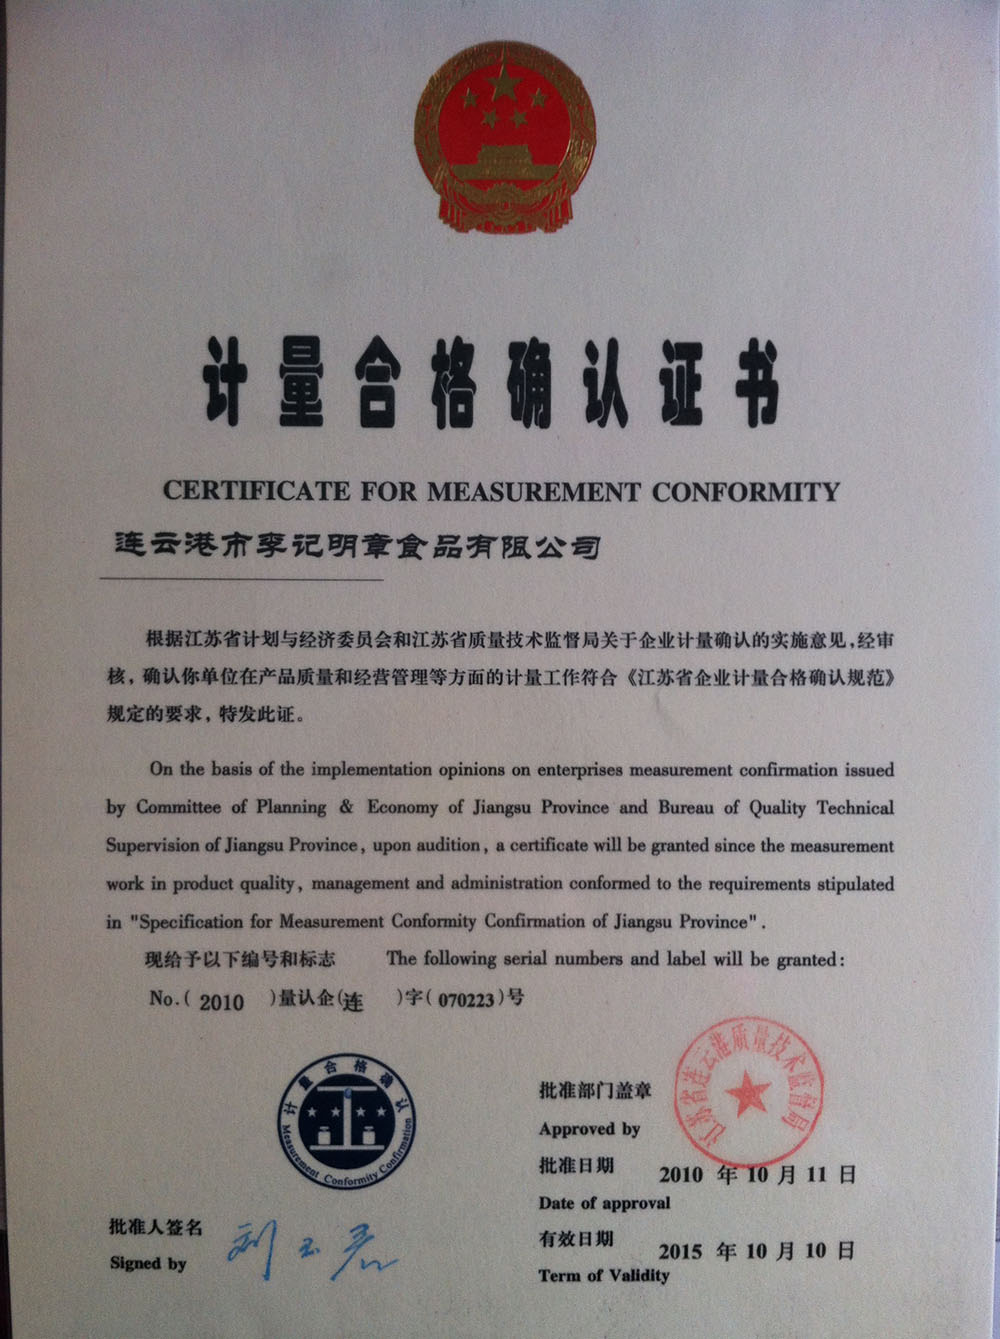 计量合格确认证书
CERTIFICATE FOR MEASUREMENT CONFORMITY
连云港市李记明章食品有限公司
根据江苏省计划与经济委员会和江苏省质量技术监督局关于企业计量确认的实施意见，经审
核，确认你单位在产品质量和经营管理等方面的计量工作符合《江苏省企业计量合格确认规范》
规定的要求，特发此证。
On the basis of the implementation opinions on enterprises measurement confirmation issued
by Committee of Planning & Economy of Jiangsu Province and Bureau of Quality Technical
Supervision of Jiangsu Province, upon audition, a certificate will be granted since the measurement
work in product quality, management and administration conformed to the requirements stipulated
in "Specification for Measurement Conformity Confirmation of Jiangsu Province".
现给予以下编号和标志 The following serial numbers and label will be granted:
No.( 2010 )量认企(连 )字(070223)号
计量合格确认
Measurement Conformity Confirmation
江苏省连云港质量技术监督局
批准部门盖章
Approved by
批准日期 2010 年 10 月 11 日
Date of approval
批准人签名
Signed by
有效日期 2015 年 10 月 10 日
Term of Validity